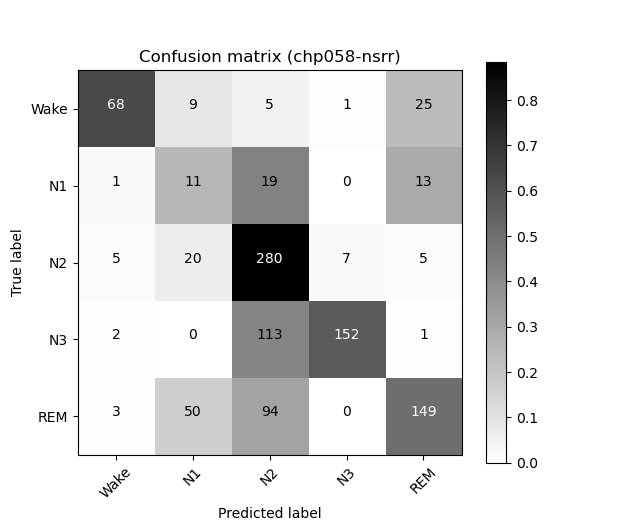 Confusion matrix (chp058-nsrr)
Wake 68 9 5 1 25
N1 1 11 19 0 13
N2 5 20 280 7 5
N3 2 0 113 152 1
REM 3 50 94 0 149
Wake N1 N2 N3 REM
True label
Predicted label
0.8
0.7
0.6
0.5
0.4
0.3
0.2
0.1
0.0